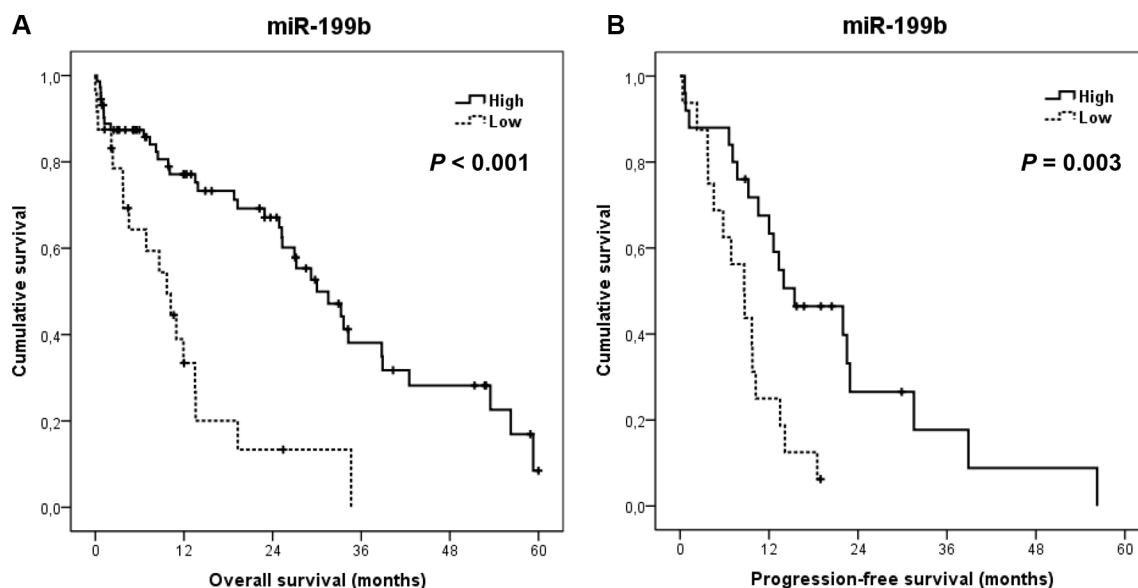 A
miR-199b
Cumulative survival
1,0
0,8
0,6
0,4
0,2
0,0
High
Low
P < 0.001
0 12 24 36 48 60
Overall survival (months)
B
miR-199b
Cumulative survival
1,0
0,8
0,6
0,4
0,2
0,0
High
Low
P = 0.003
0 12 24 36 48 60
Progression-free survival (months)